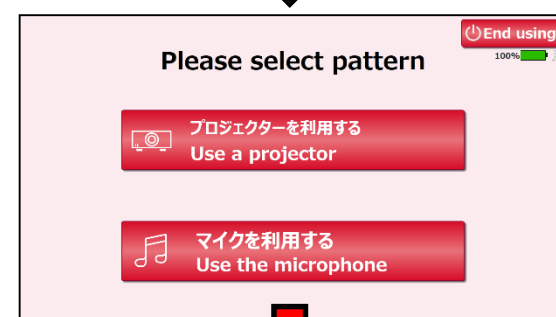 End using
100%
Please select pattern
プロジェクターを利用する
Use a projector
マイクを利用する
Use the microphone